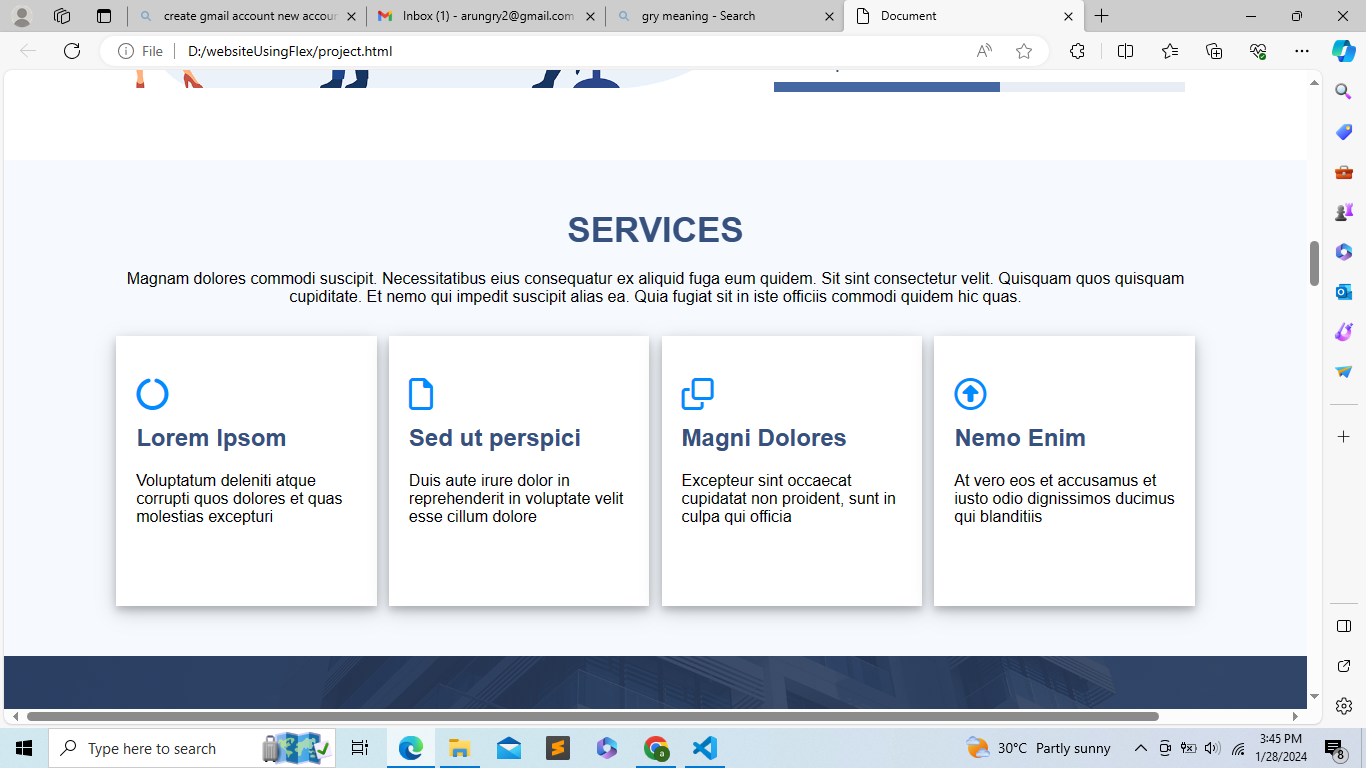 create gmail account new accour
Inbox (1) - arungry2@gmail.com
gry meaning - Search
Document
File
D:/websiteUsingFlex/project.html
SERVICES
Magnam dolores commodi suscipit. Necessitatibus eius consequatur ex aliquid fuga eum quidem. Sit sint consectetur velit. Quisquam quos quisquam
cupiditate. Et nemo qui impedit suscipit alias ea. Quia fugiat sit in iste officiis commodi quidem hic quas.
Lorem Ipsom
Voluptatum deleniti atque
corrupti quos dolores et quas
molestias excepturi
Sed ut perspici
Duis aute irure dolor in
reprehenderit in voluptate velit
esse cillum dolore
Magni Dolores
Excepteur sint occaecat
cupidatat non proident, sunt in
culpa qui officia
Nemo Enim
At vero eos et accusamus et
iusto odio dignissimos ducimus
qui blanditiis
Type here to search
a
30°C Partly sunny
3:45 PM
1/28/2024
8